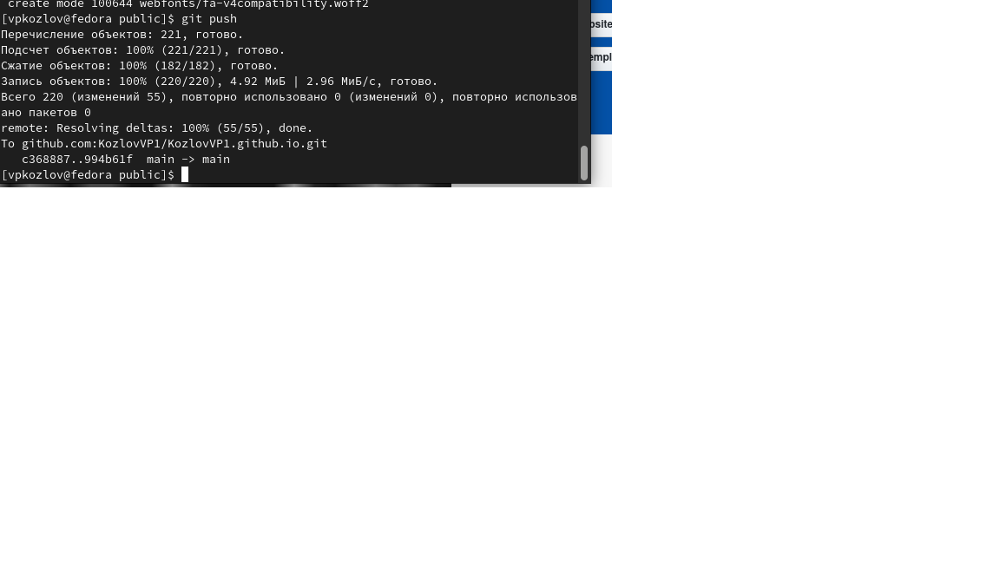 create mode 100644 webfonts/fa-v4compatibility.woff2
[vpkozlov@fedora public]$ git push
Перечисление объектов: 221, готово.
Подсчет объектов: 100% (221/221), готово.
Сжатие объектов: 100% (182/182), готово.
Запись объектов: 100% (220/220), 4.92 МиБ | 2.96 МиБ/с, готово.
Всего 220 (изменений 55), повторно использовано 0 (изменений 0), повторно использов
ано пакетов 0
remote: Resolving deltas: 100% (55/55), done.
To github.com:KozlovVP1/KozlovVP1.github.io.git
c368887..994b61f  main -> main
[vpkozlov@fedora public]$
osite
empl